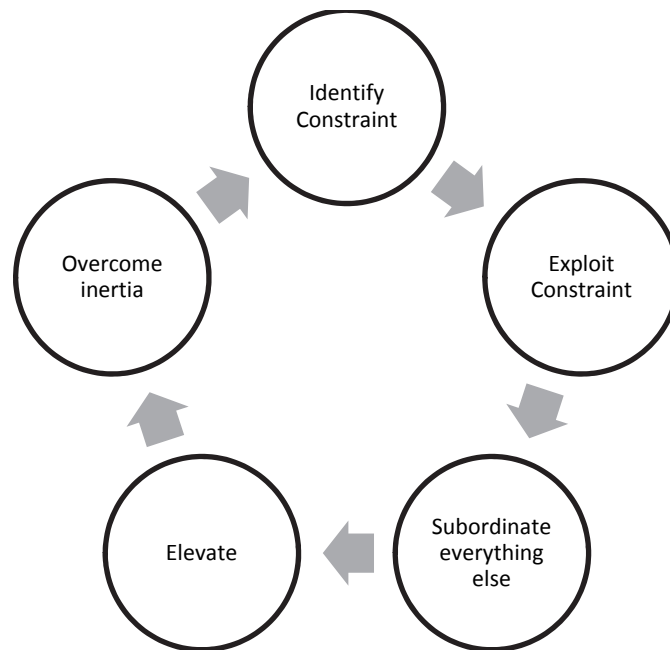 Identify
Constraint
Exploit
Constraint
Subordinate
everything
else
Elevate
Overcome
inertia